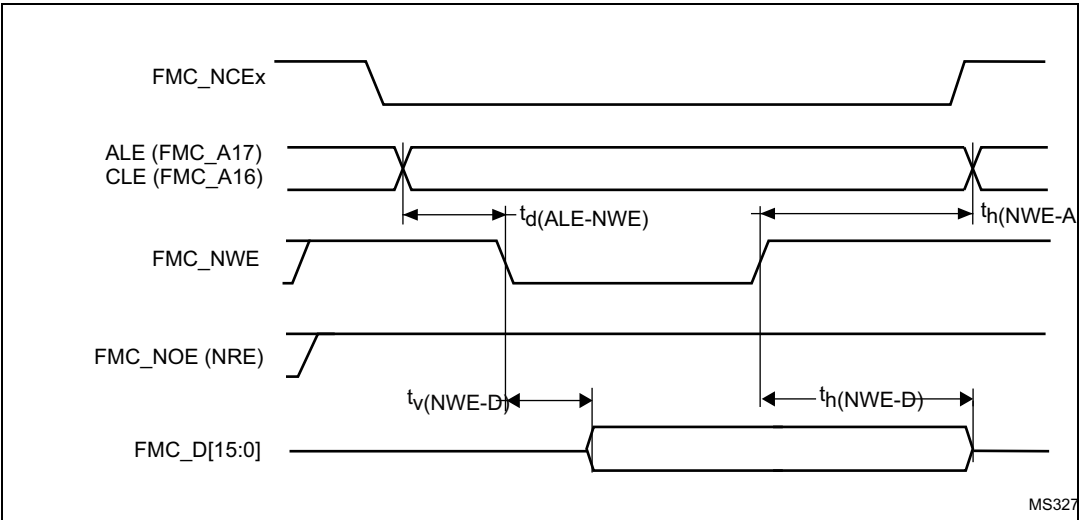 FMC_NCEx
ALE (FMC_A17)
CLE (FMC_A16)
td(ALE-NWE)
th(NWE-A
FMC_NWE
FMC_NOE (NRE)
tv(NWE-D)
th(NWE-D)
FMC_D[15:0]
MS327